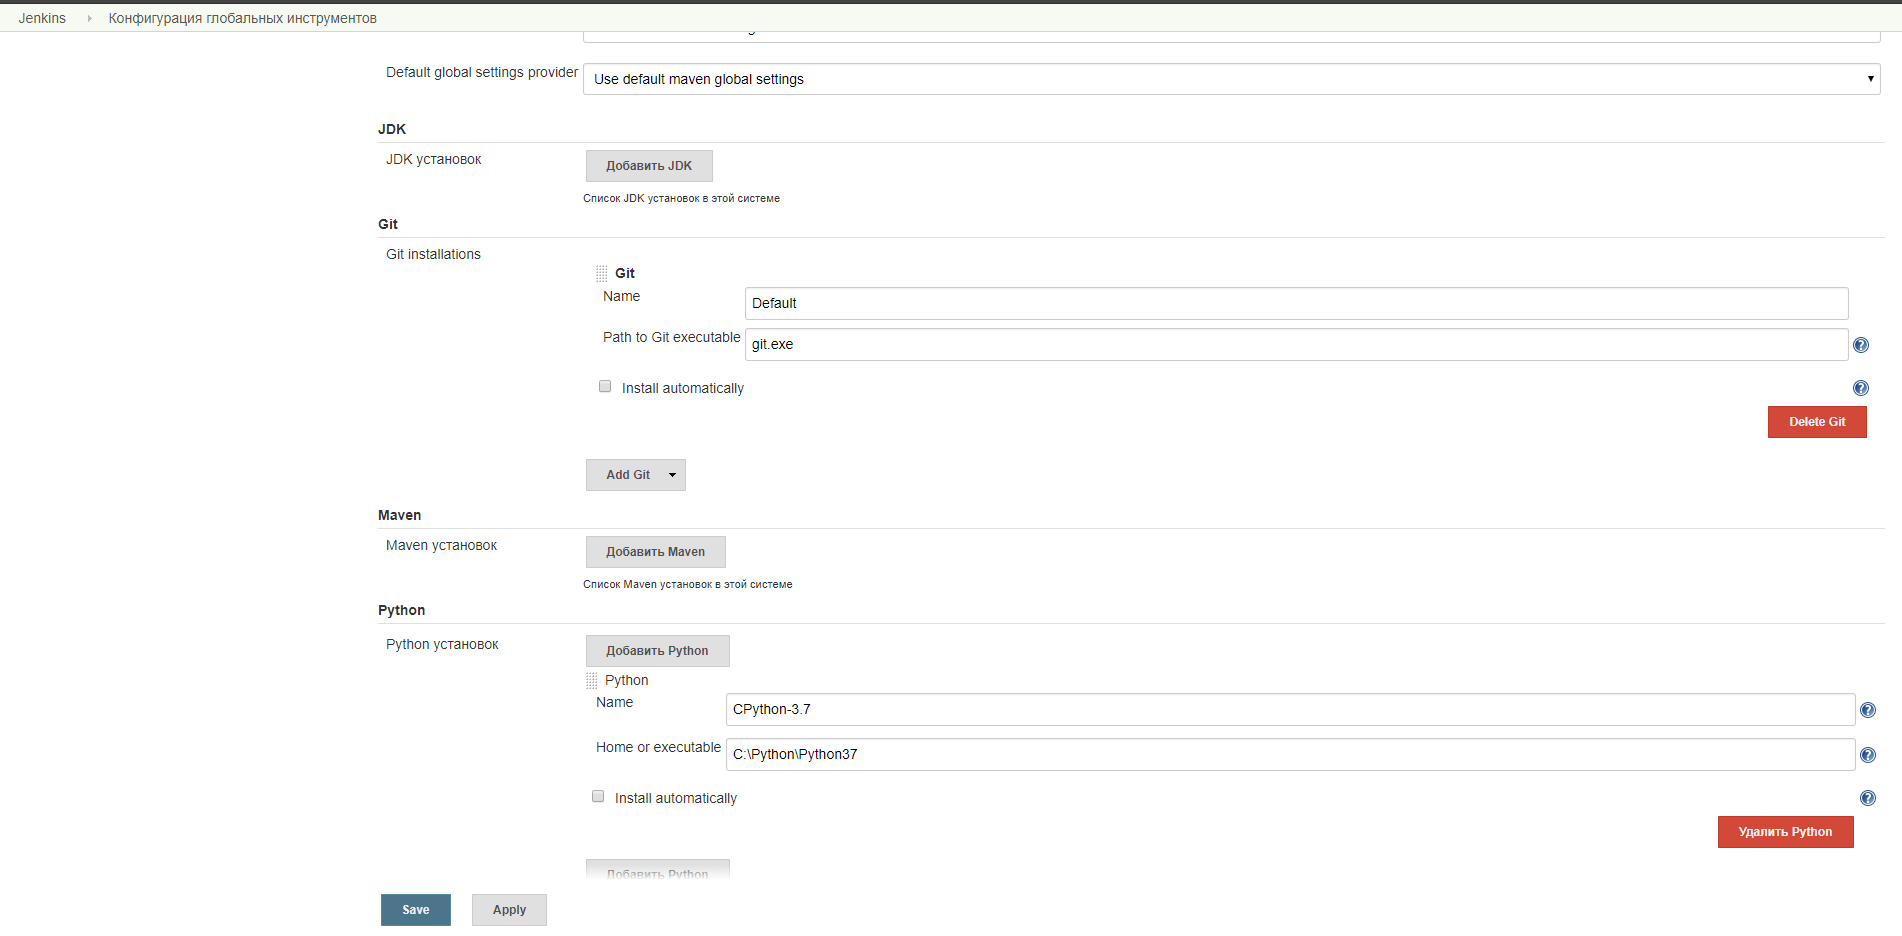 Jenkins Конфигурация глобальных инструментов
Default global settings provider Use default maven global settings
JDK
JDK установок Добавить JDK
Список JDK установок в этой системе
Git
Git installations
Git
Name Default
Path to Git executable git.exe
Install automatically
Delete Git
Add Git
Maven
Maven установок Добавить Maven
Список Maven установок в этой системе
Python
Python установок Добавить Python
Python
Name CPython-3.7
Home or executable C:\Python\Python37
Install automatically
Удалить Python
Добавить Python
Save Apply